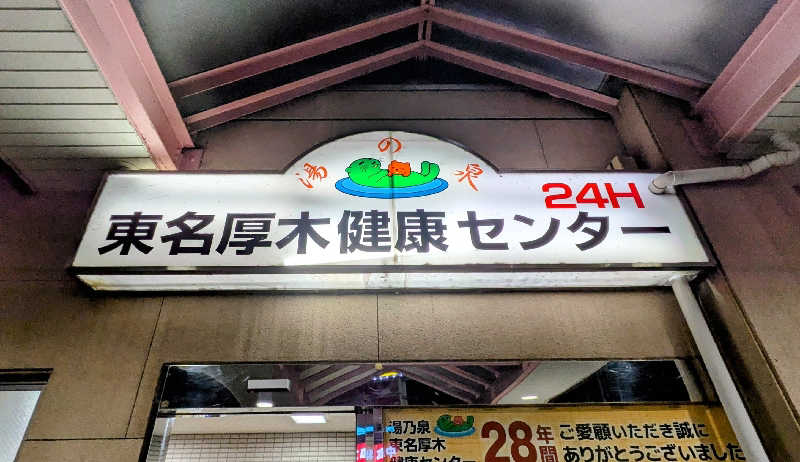 湯の泉
24H
東名厚木健康センター
湯乃泉
東名厚木
健康センター
28年間
ご愛顧いただき誠に
ありがとうございました